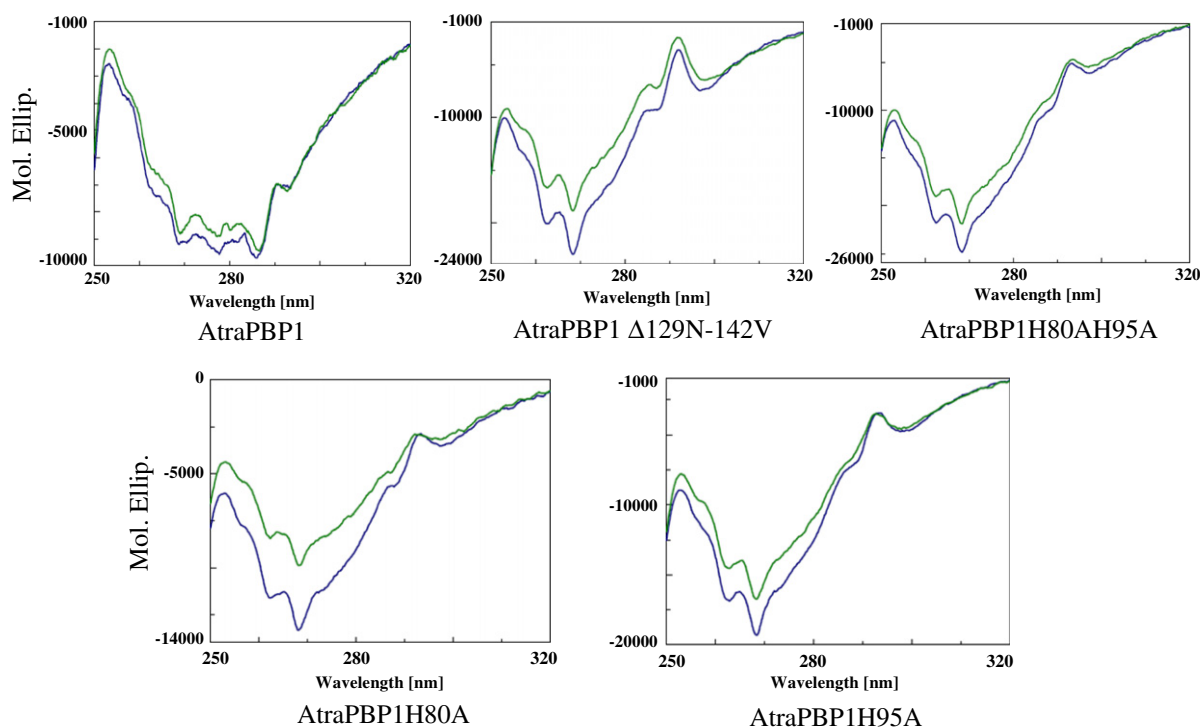 Mol. Ellip.
-1000
-5000
-10000
250
280
320
Wavelength [nm]
AtraPBP1
-1000
-10000
-24000
250
280
320
Wavelength [nm]
AtraPBP1 Δ129N-142V
-1000
-10000
-26000
250
280
320
Wavelength [nm]
AtraPBP1H80AH95A
Mol. Ellip.
0
-5000
-14000
250
280
320
Wavelength [nm]
AtraPBP1H80A
-1000
-10000
-20000
250
280
320
Wavelength [nm]
AtraPBP1H95A